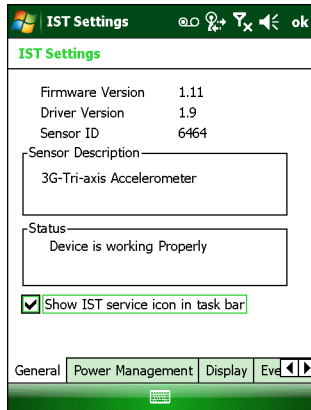 IST Settings ok
IST Settings
Firmware Version 1.11
Driver Version 1.9
Sensor ID 6464
Sensor Description
3G-Tri-axis Accelerometer
Status
Device is working Properly
Show IST service icon in task bar
General Power Management Display Eve